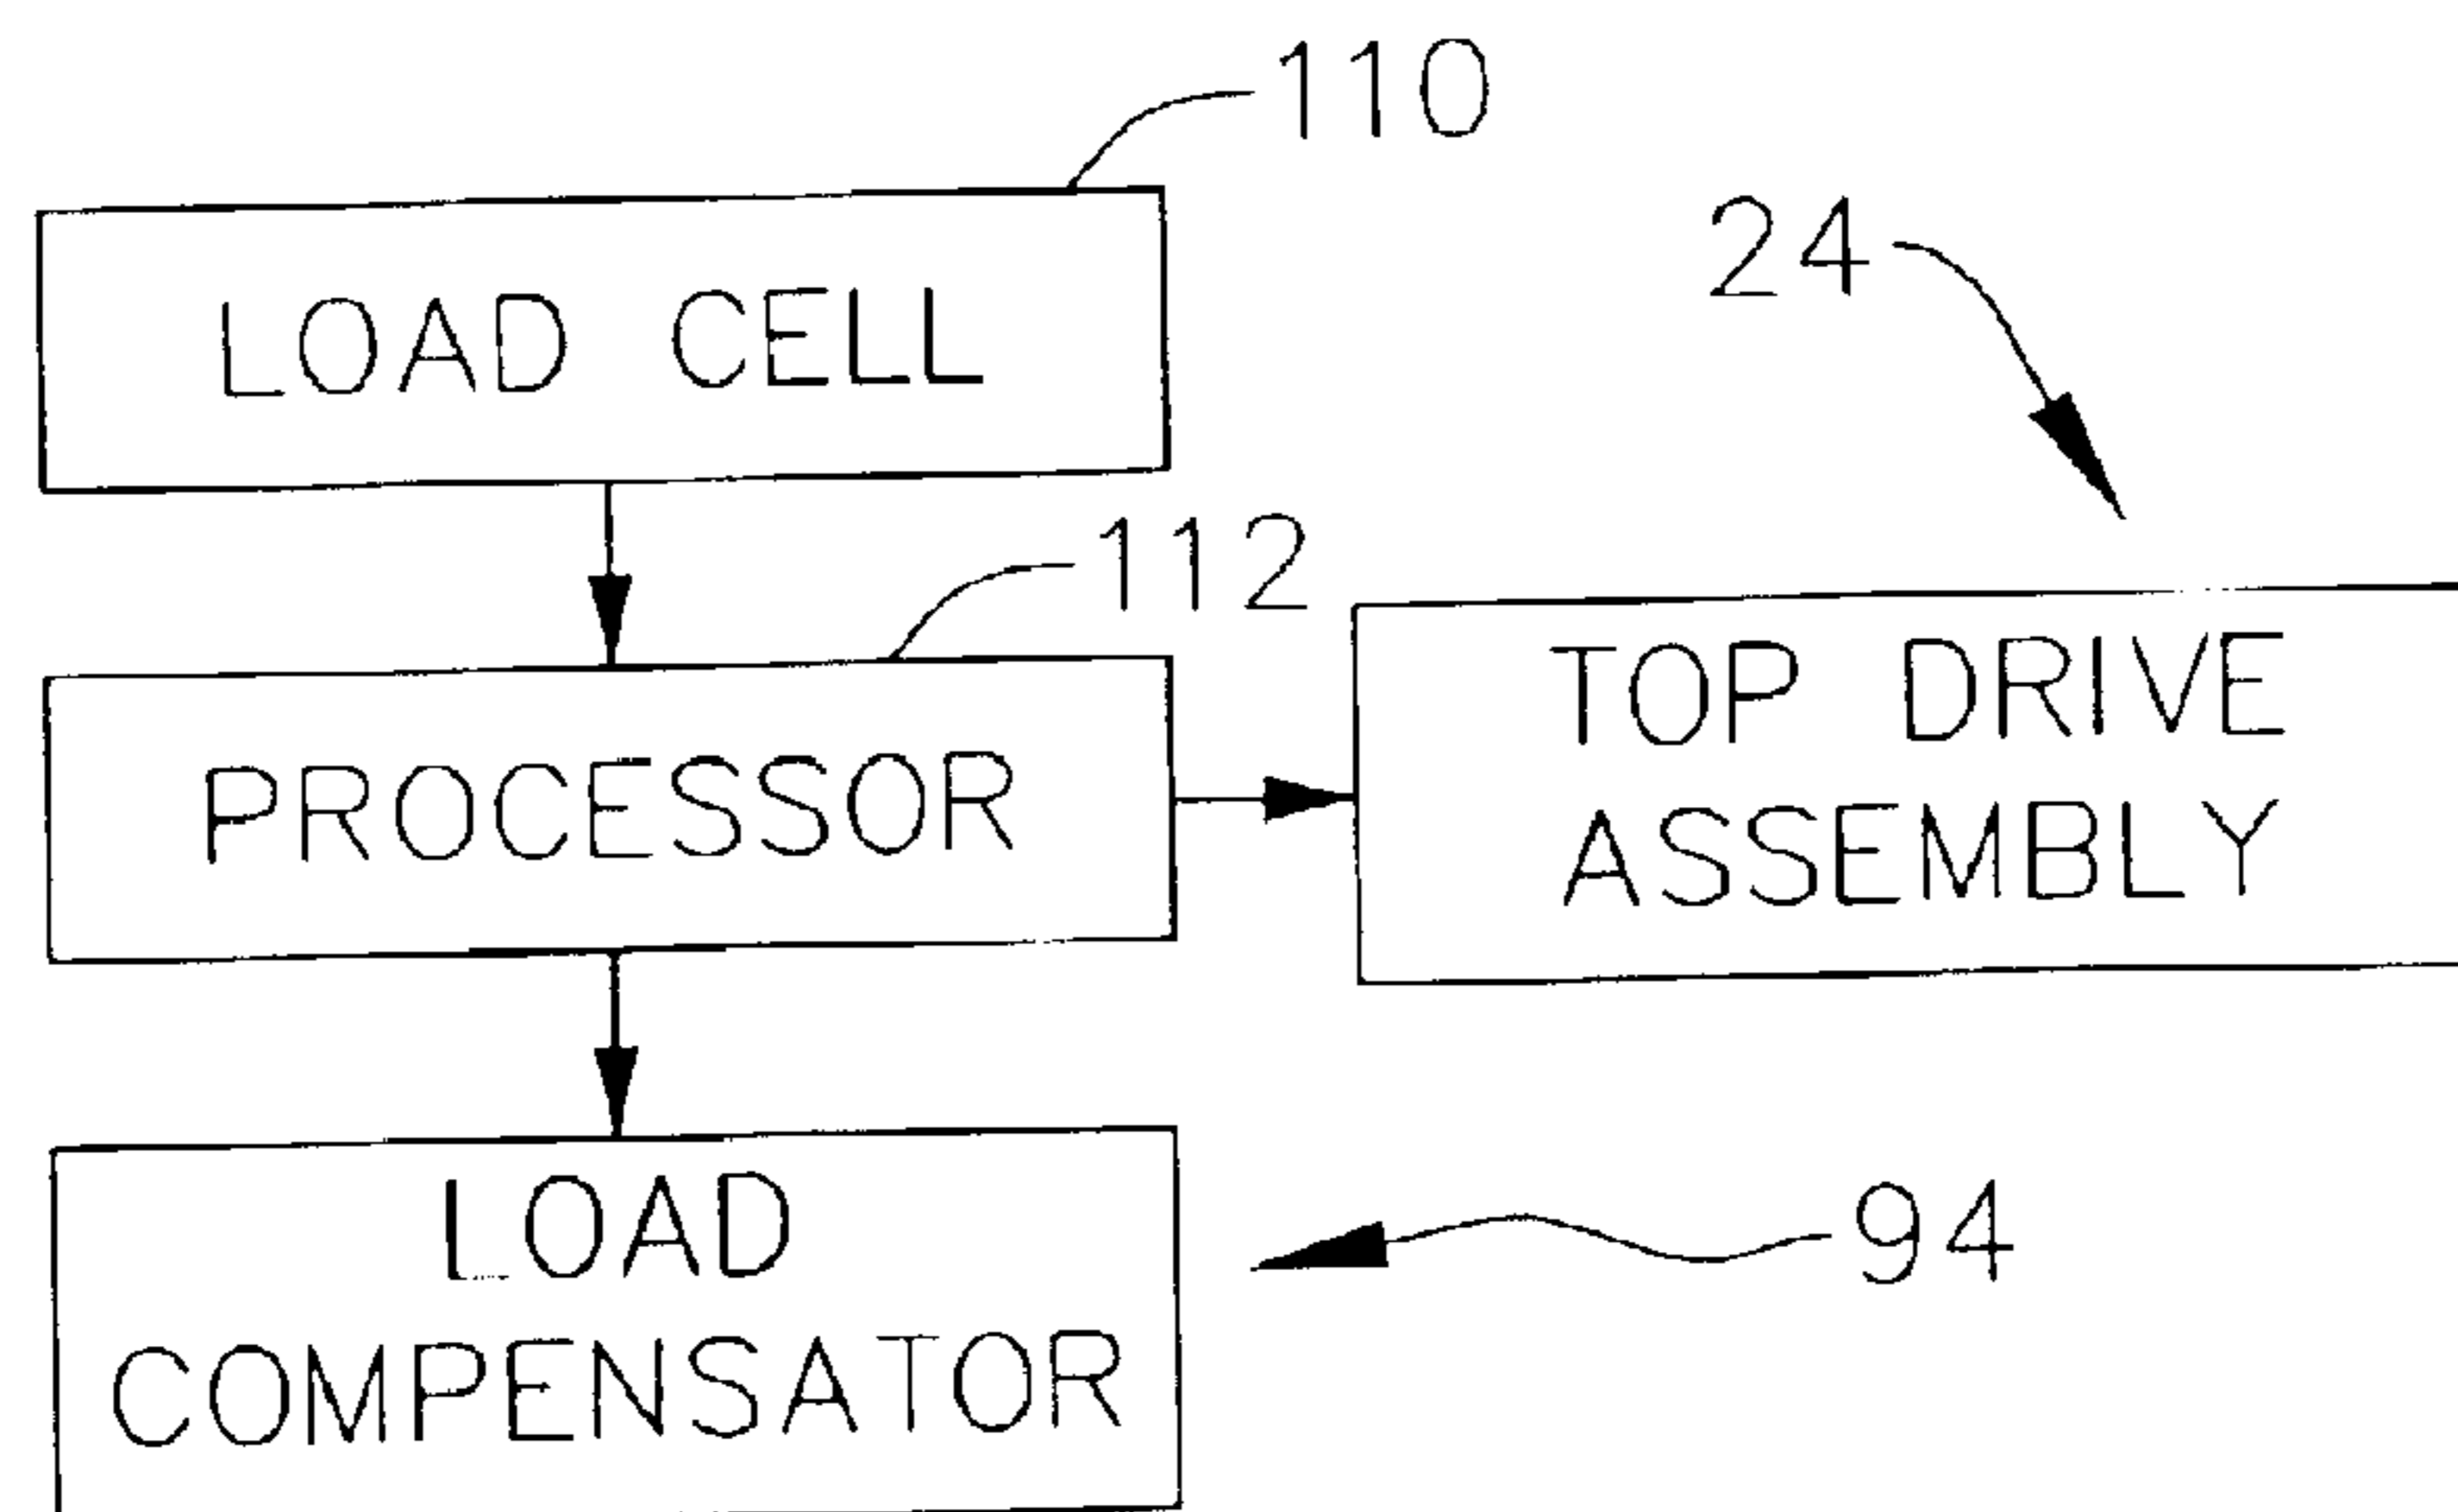 110
24
LOAD CELL
112
TOP DRIVE
ASSEMBLY
PROCESSOR
94
LOAD
COMPENSATOR